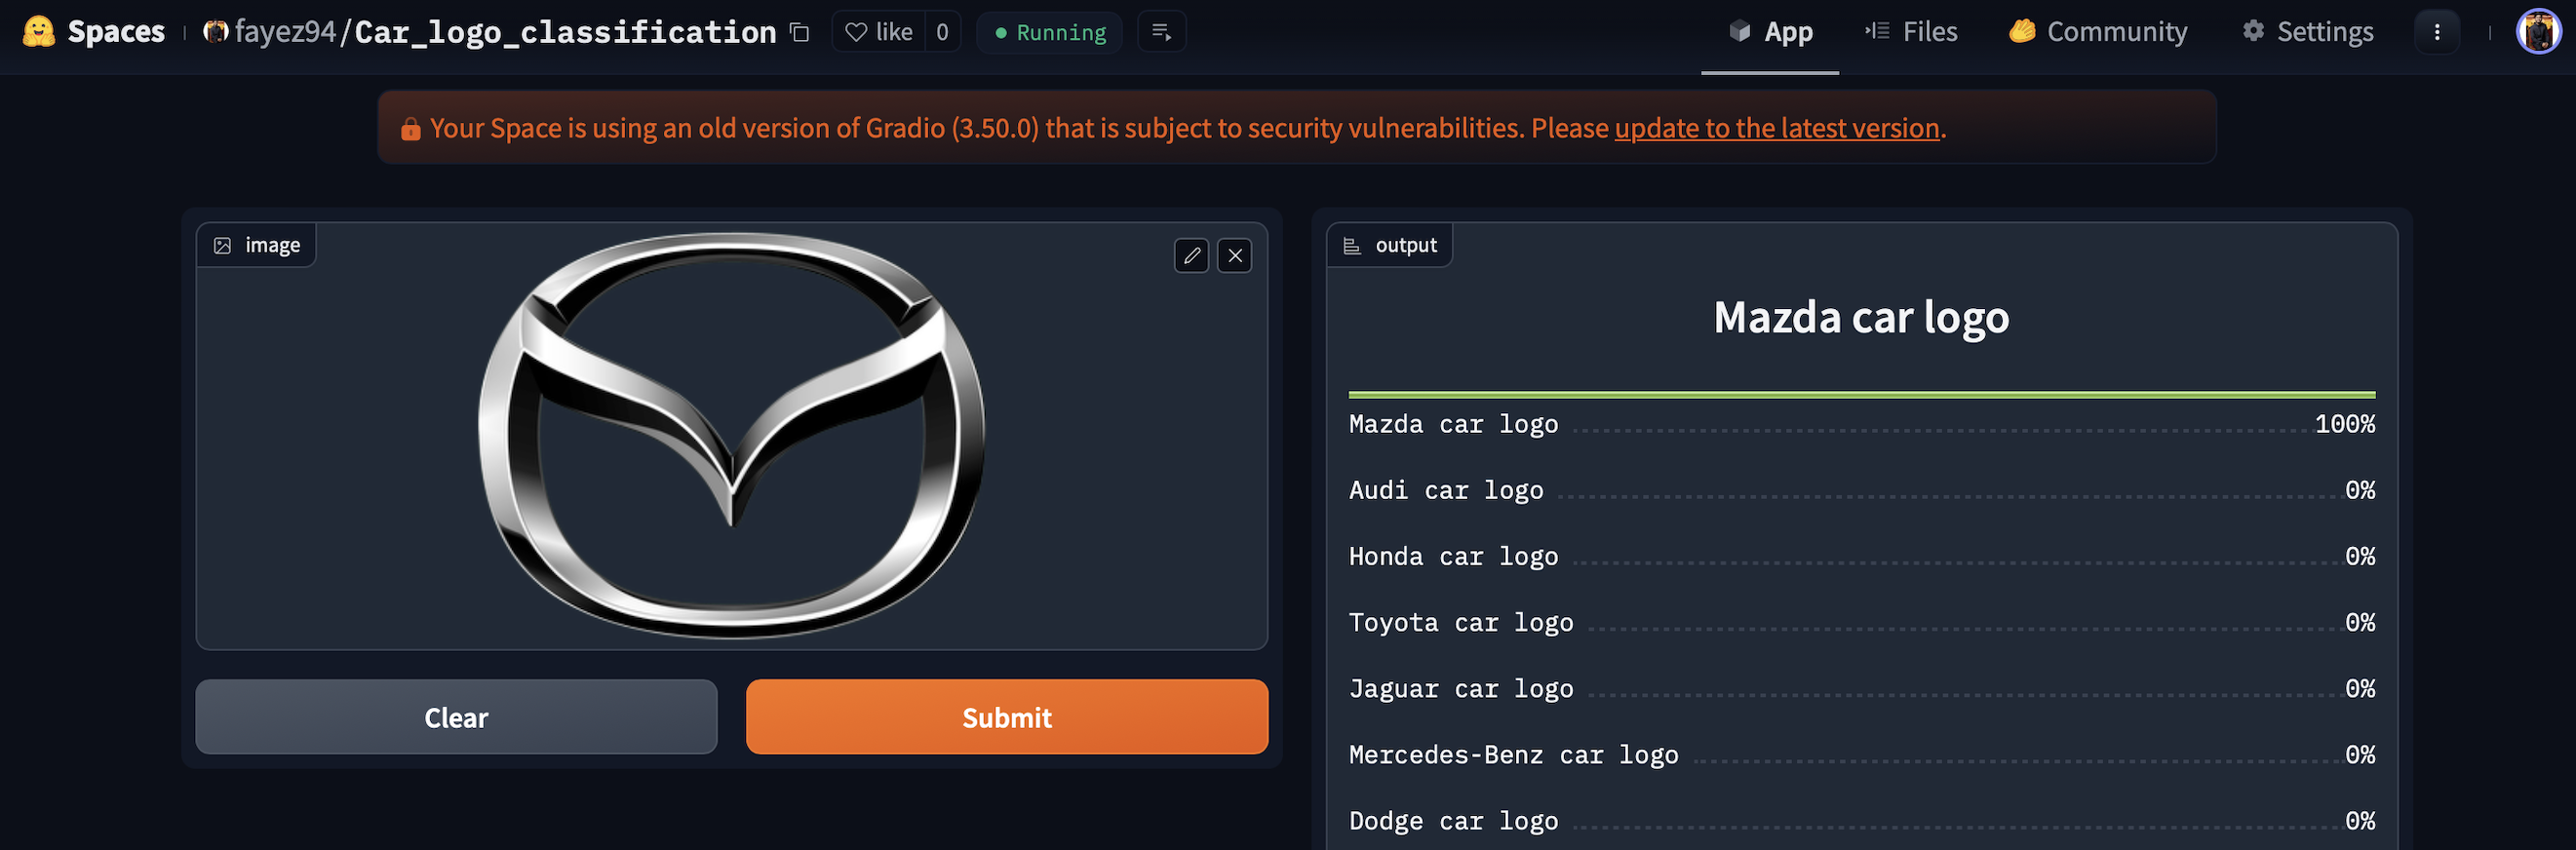 Spaces fayez94/Car_logo_classification like 0 Running App Files Community Settings
Your Space is using an old version of Gradio (3.50.0) that is subject to security vulnerabilities. Please update to the latest version.
image
Clear Submit
output
Mazda car logo
Mazda car logo 100%
Audi car logo 0%
Honda car logo 0%
Toyota car logo 0%
Jaguar car logo 0%
Mercedes-Benz car logo 0%
Dodge car logo 0%